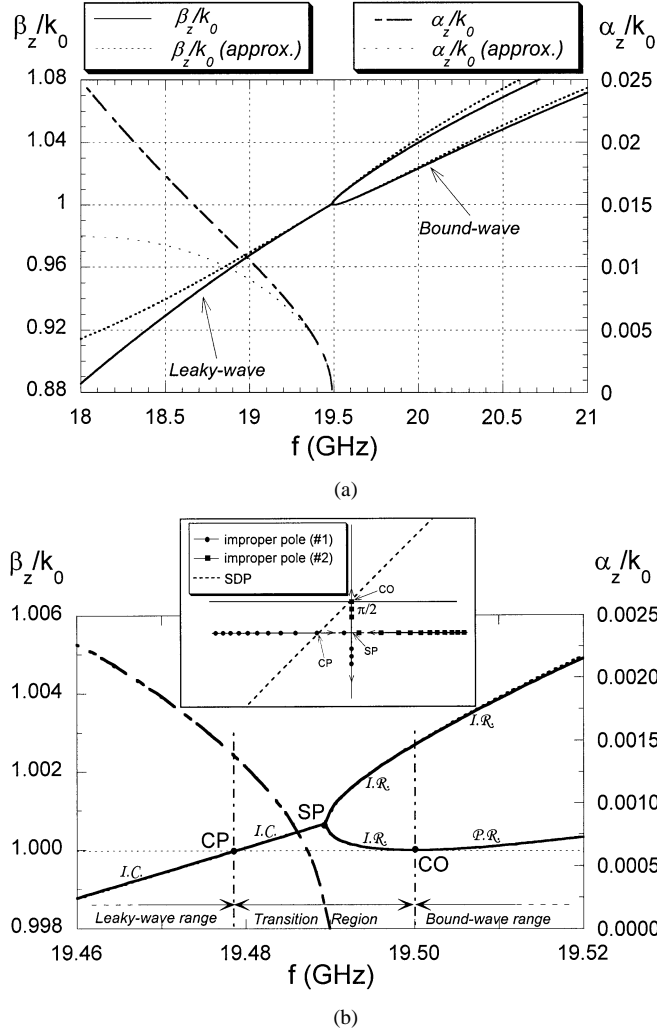 β_z/k_0
β_z/k_0
β_z/k_0 (approx.)
α_z/k_0
α_z/k_0 (approx.)
α_z/k_0
1.08
1.04
1
0.96
0.92
0.88
0.025
0.02
0.015
0.01
0.005
0
Bound-wave
Leaky-wave
18 18.5 19 19.5 20 20.5 21
f (GHz)
(a)
β_z/k_0
α_z/k_0
improper pole (#1)
improper pole (#2)
SDP
CO
π/2
CP
SP
1.006
1.004
1.002
1.000
0.998
0.0025
0.0020
0.0015
0.0010
0.0005
0.0000
I.R.
I.R.
SP
I.C.
I.R.
P.R.
CP
I.C.
CO
Leaky-wave range
Transition Region
Bound-wave range
19.46 19.48 19.50 19.52
f (GHz)
(b)